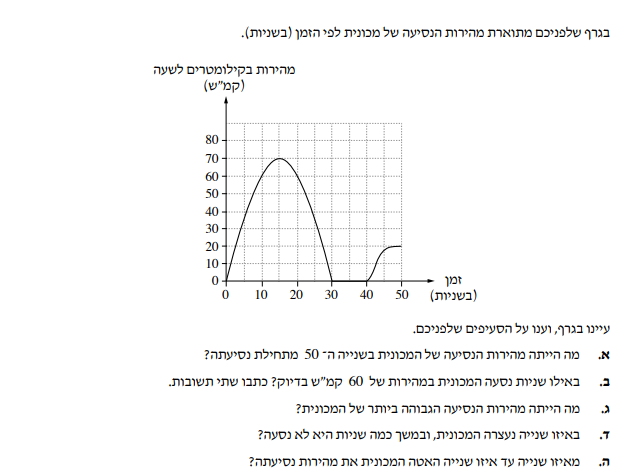 בגרף שלפניכם מתוארת מהירות הנסיעה של מכונית לפי הזמן (בשניות).
מהירות בקילומטרים לשעה
(קמ"ש)
80
70
60
50
40
30
20
10
0
0 10 20 30 40 50
זמן
(בשניות)
עיינו בגרף, וענו על הסעיפים שלפניכם.
א. מה הייתה מהירות הנסיעה של המכונית בשנייה ה־ 50 מתחילת נסיעתה?
ב. באילו שניות נסעה המכונית במהירות של 60 קמ"ש בדיוק? כתבו שתי תשובות.
ג. מה הייתה מהירות הנסיעה הגבוהה ביותר של המכונית?
ד. באיזו שנייה נעצרה המכונית, ובמשך כמה שניות היא לא נסעה?
ה. מאיזו שנייה עד איזו שנייה האטה המכונית את מהירות נסיעתה?